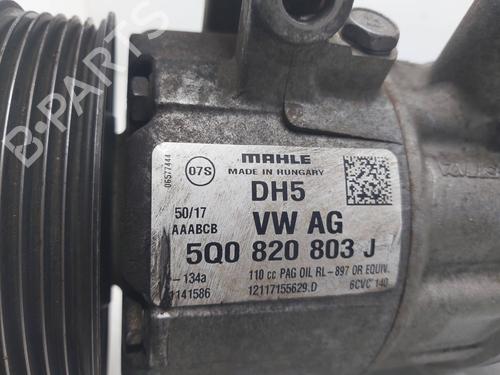 B-PARTS
06577444
07S
MAHLE
MADE IN HUNGARY
DH5
50/17
AAABCB
VW AG
5Q0 820 803 J
-134a
110 cc PAG OIL RL-897 OR EQUIV.
1141586
12117155629.D
6CVC 140